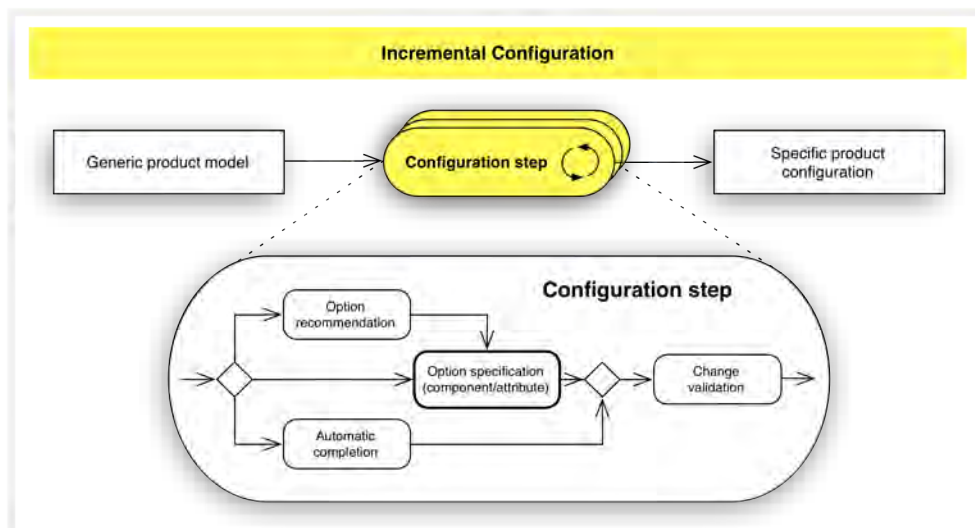 Incremental Configuration
Generic product model
Configuration step
Specific product
configuration
Configuration step
Option
recommendation
Option specification
(component/attribute)
Change
validation
Automatic
completion